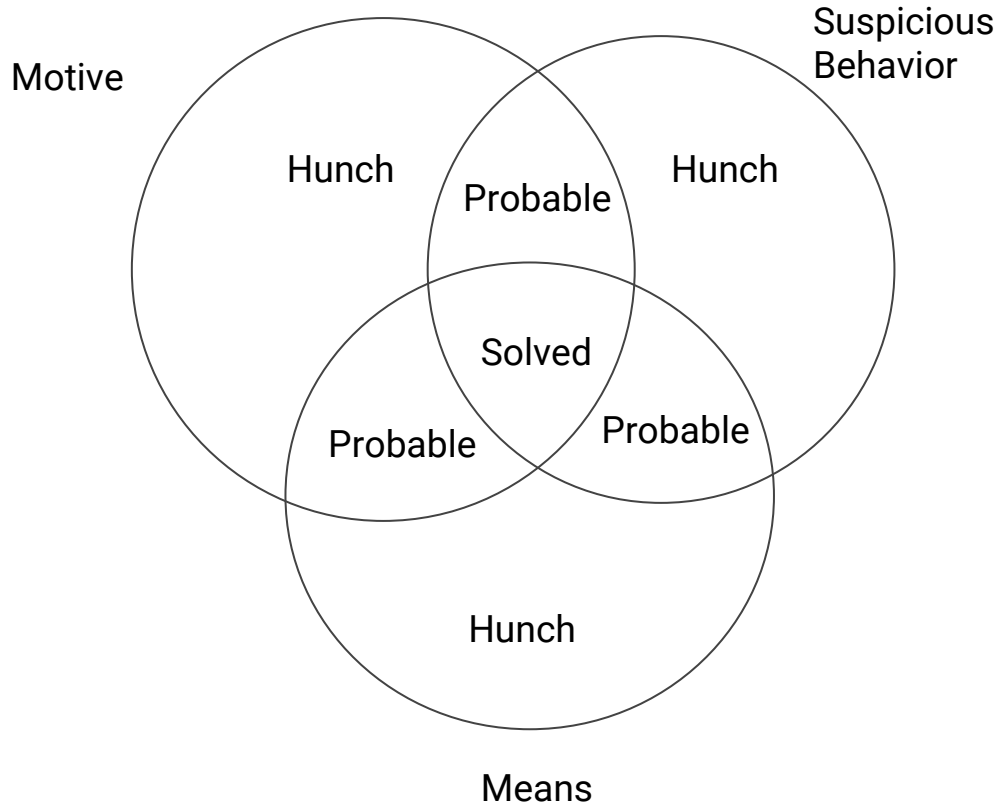 Suspicious
Behavior
Motive
Hunch
Hunch
Probable
Solved
Probable
Probable
Hunch
Means